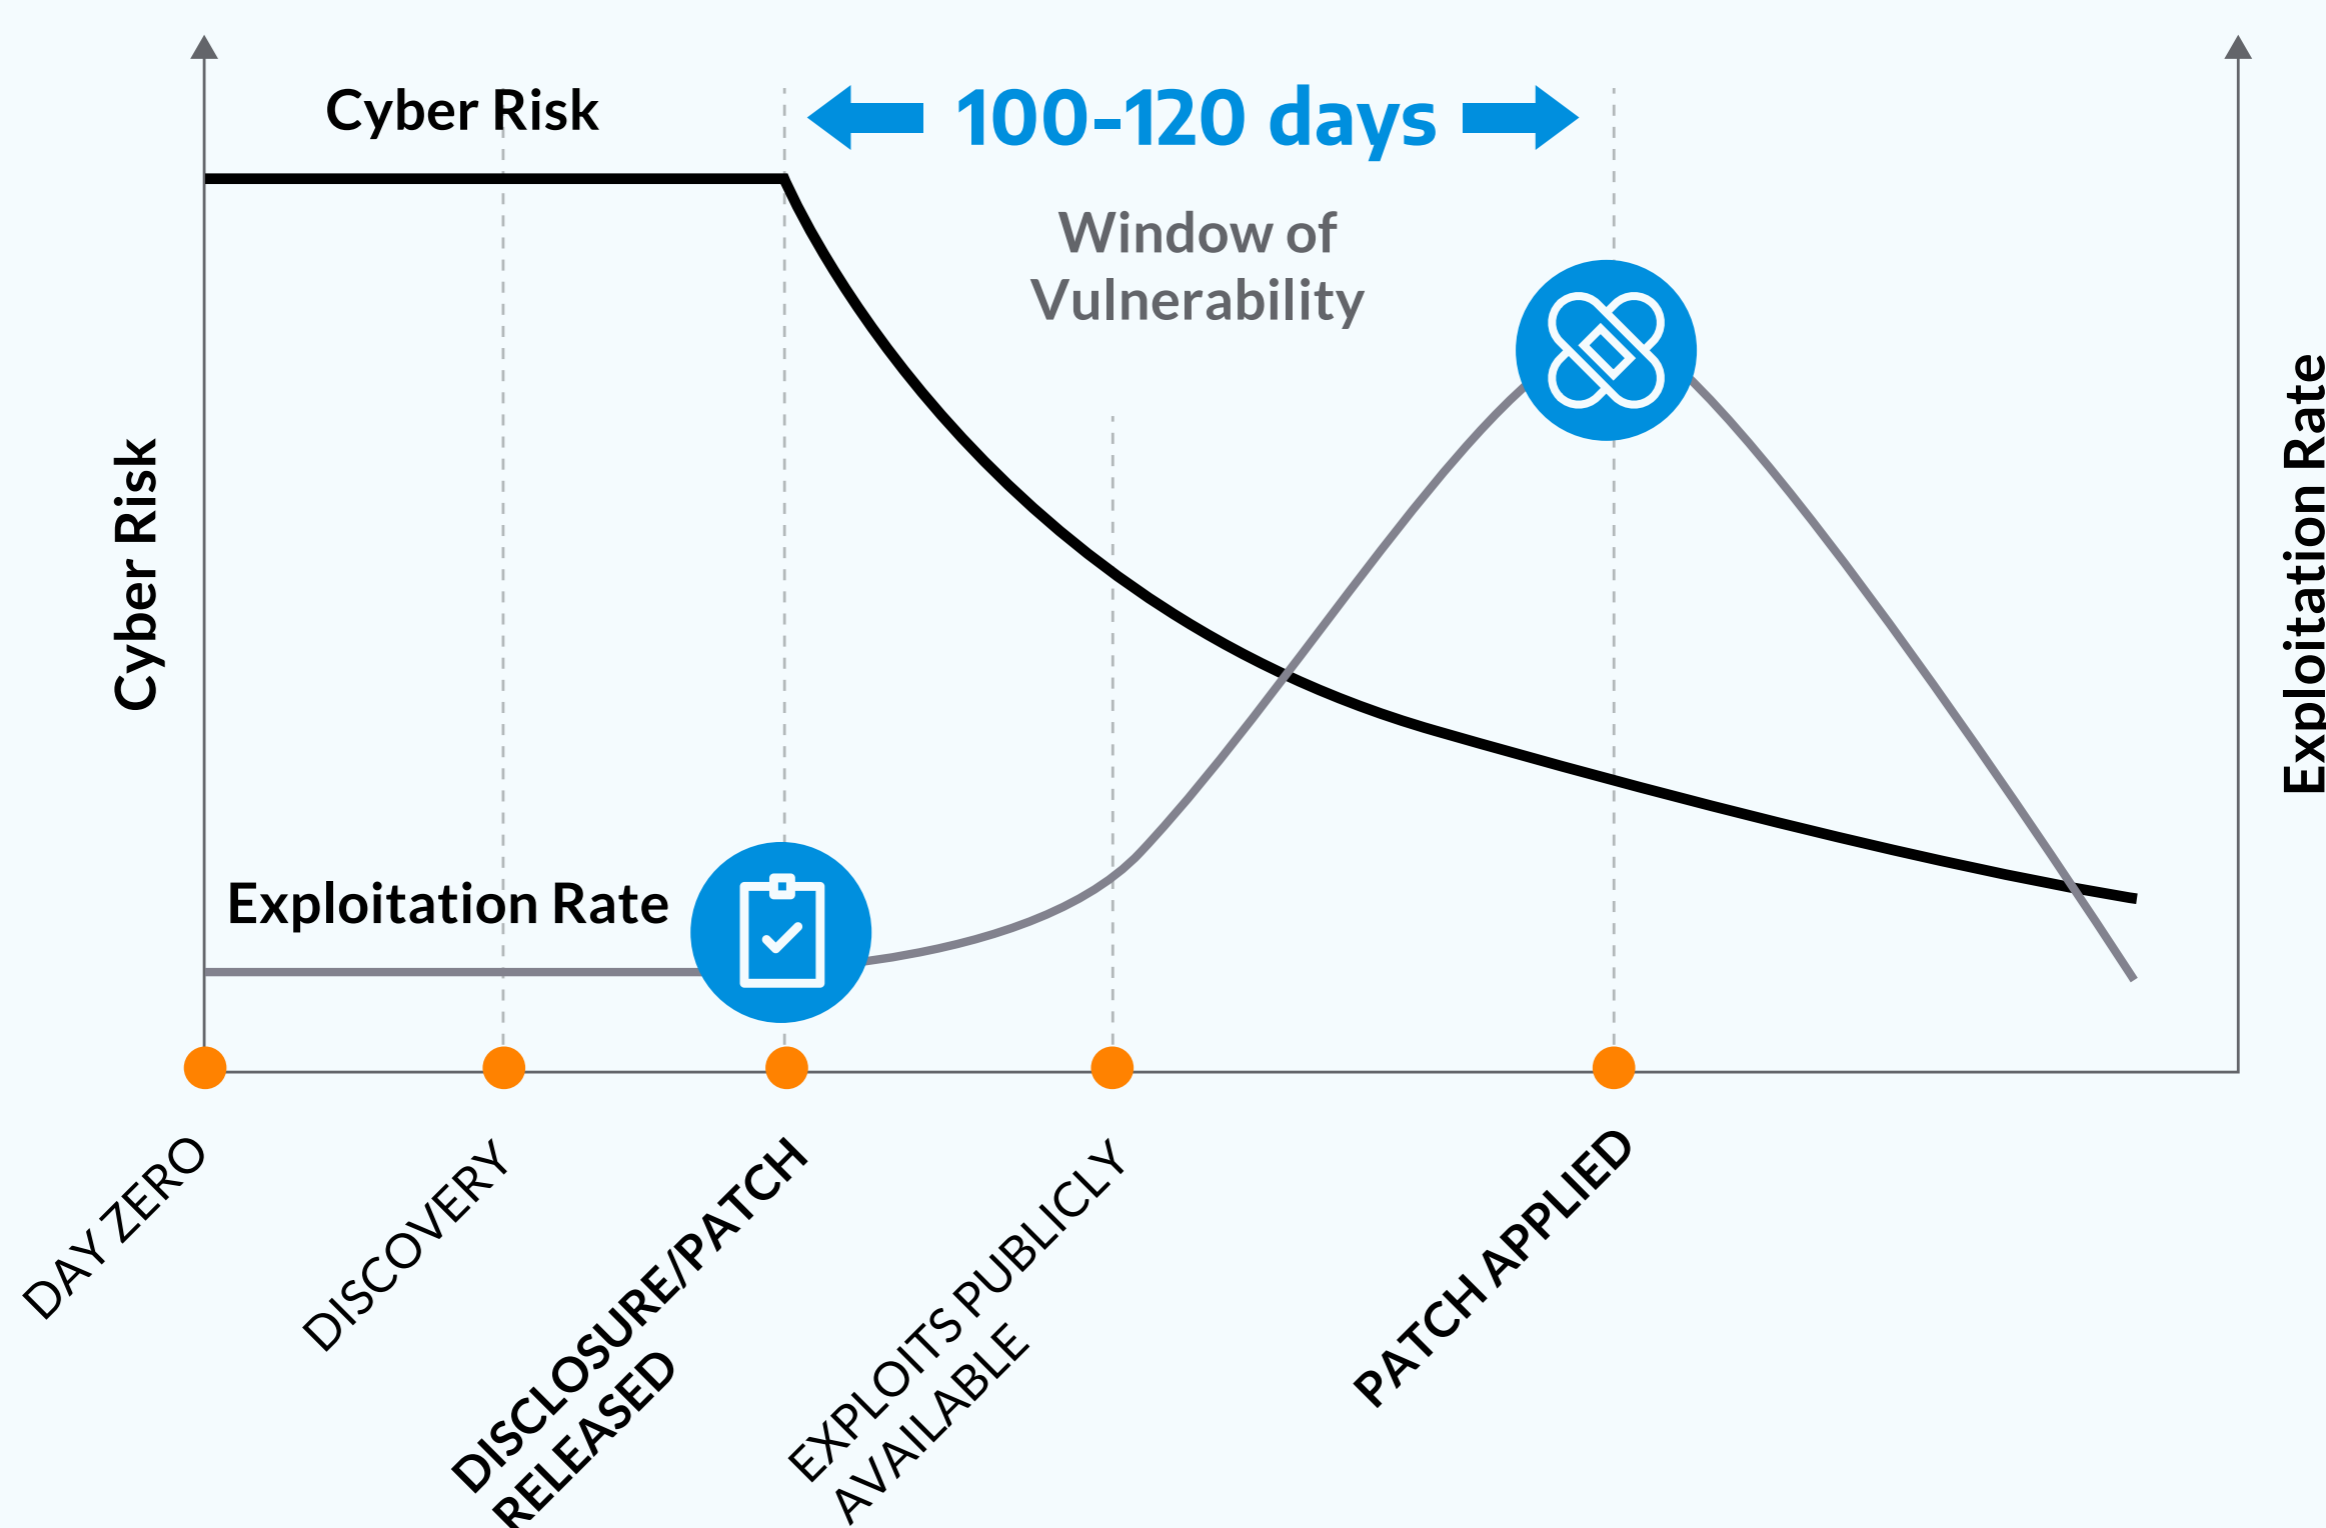 Cyber Risk
100-120 days
Window of
Vulnerability
Cyber Risk
Exploitation Rate
Exploitation Rate
DAY ZERO
DISCOVERY
DISCLOSURE/PATCH
RELEASED
EXPLOITS PUBLICLY
AVAILABLE
PATCH APPLIED